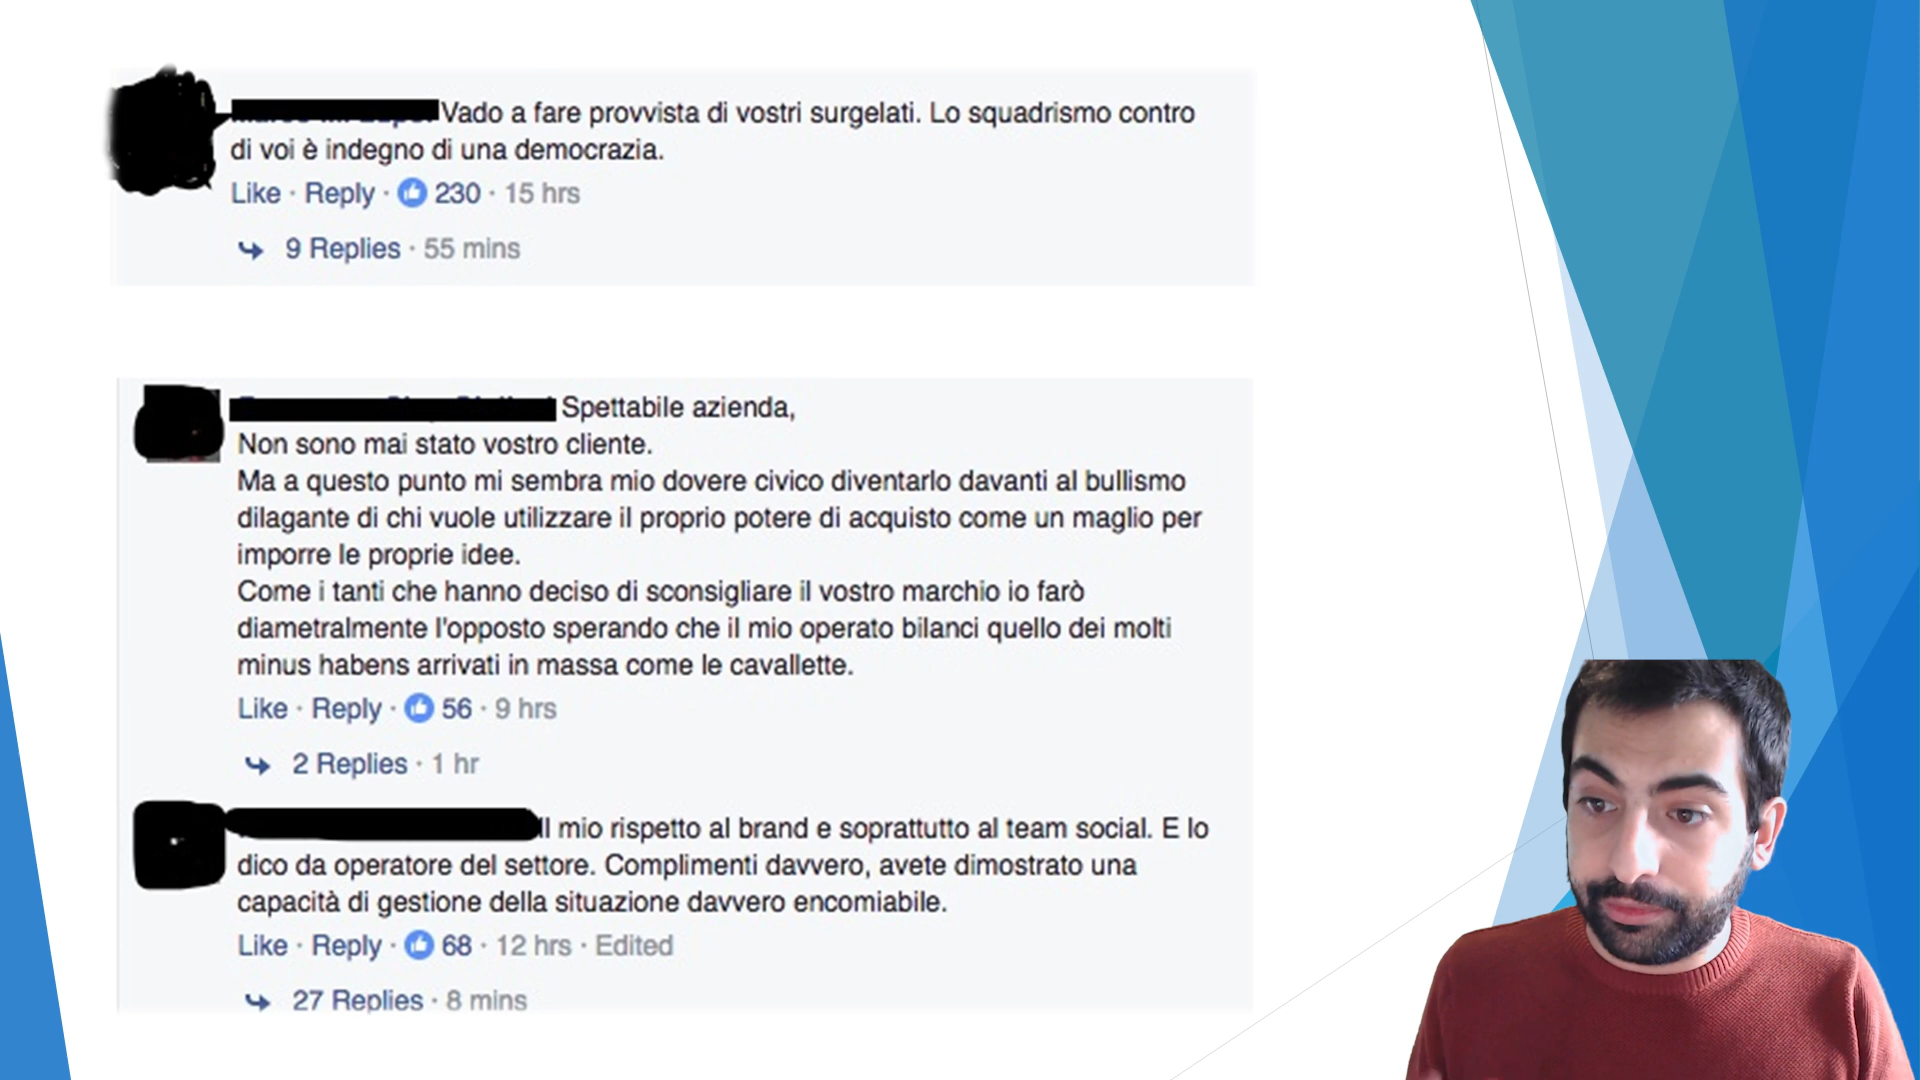 Vado a fare provvista di vostri surgelati. Lo squadrismo contro
di voi è indegno di una democrazia.
Like · Reply · 230 · 15 hrs
9 Replies · 55 mins
Spettabile azienda,
Non sono mai stato vostro cliente.
Ma a questo punto mi sembra mio dovere civico diventarlo davanti al bullismo
dilagante di chi vuole utilizzare il proprio potere di acquisto come un maglio per
imporre le proprie idee.
Come i tanti che hanno deciso di sconsigliare il vostro marchio io farò
diametralmente l'opposto sperando che il mio operato bilanci quello dei molti
minus habens arrivati in massa come le cavallette.
Like · Reply · 56 · 9 hrs
2 Replies · 1 hr
Il mio rispetto al brand e soprattutto al team social. E lo
dico da operatore del settore. Complimenti davvero, avete dimostrato una
capacità di gestione della situazione davvero encomiabile.
Like · Reply · 68 · 12 hrs · Edited
27 Replies · 8 mins